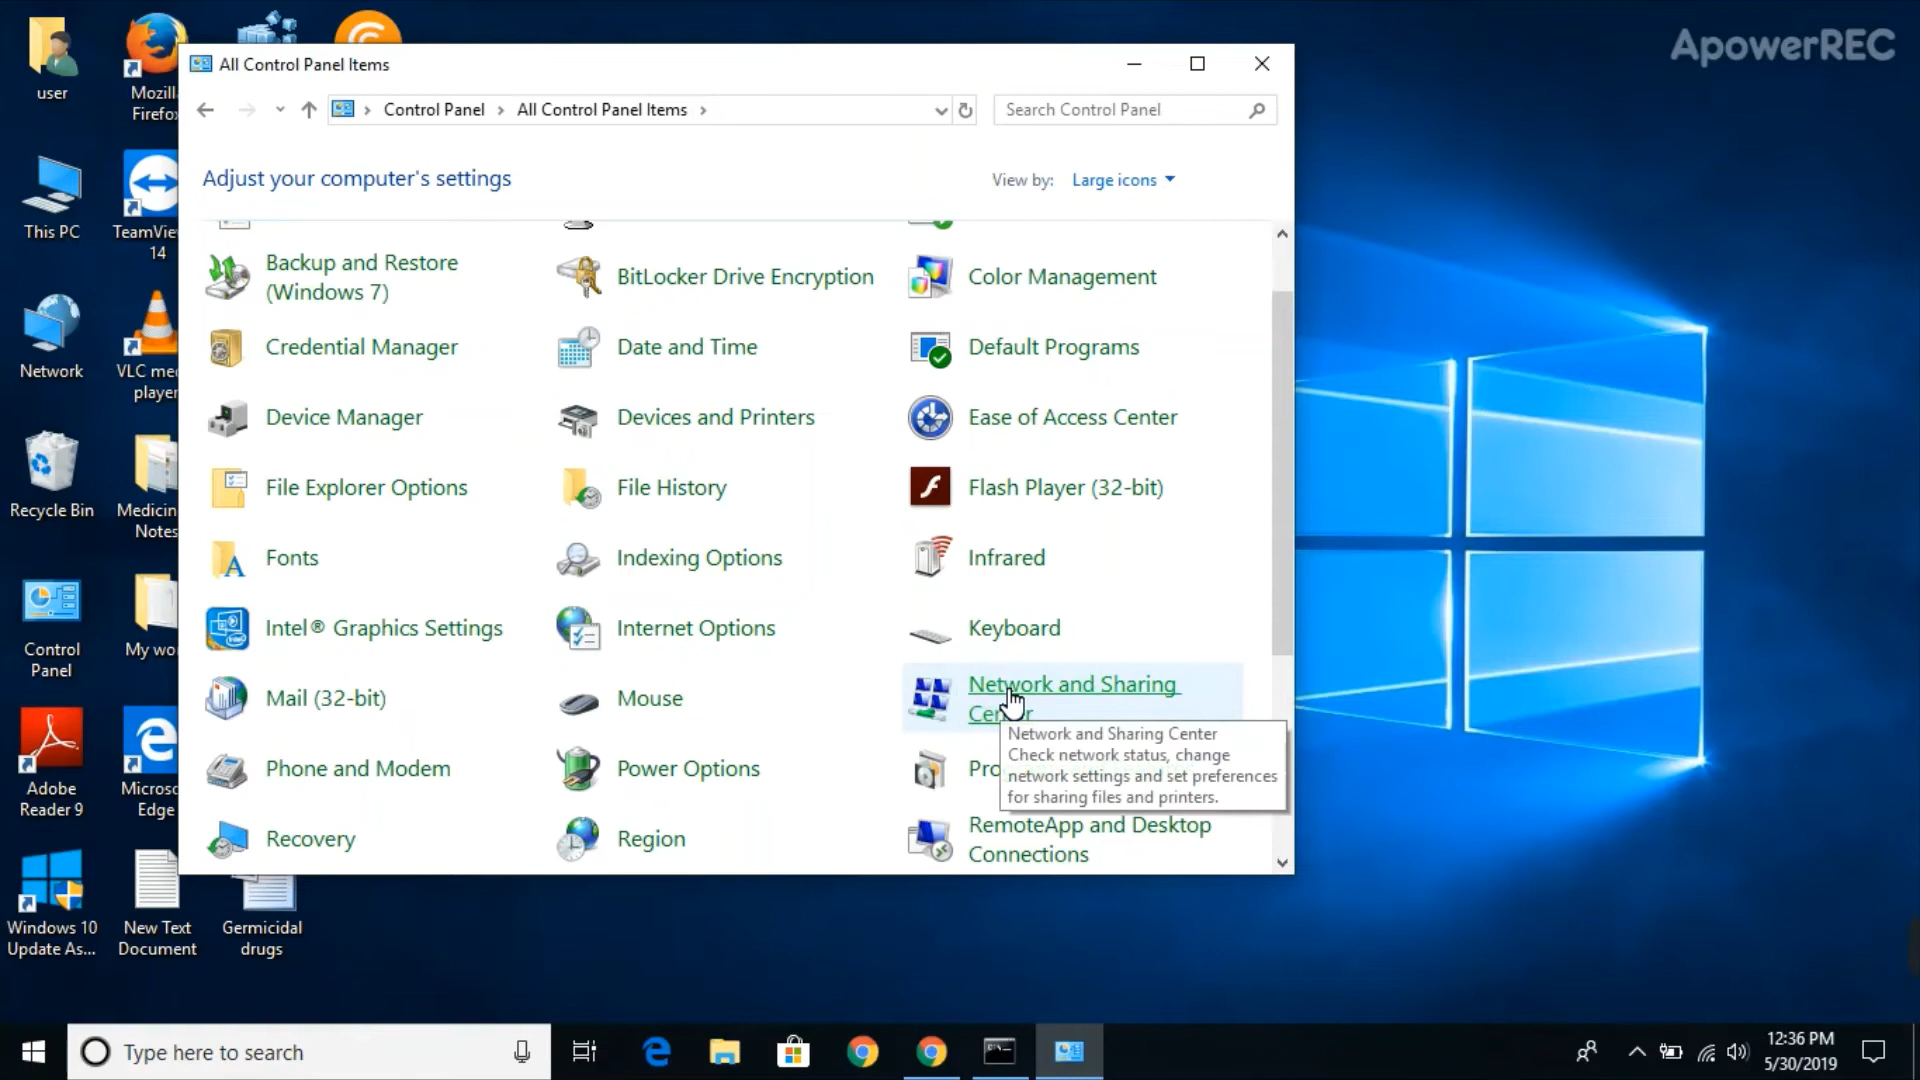 ApowerREC
user
Mozilla
Firefox
This PC
TeamVie
14
Network
VLC me
player
Recycle Bin
Medicin
Notes
Control
Panel
My wo
Adobe
Reader 9
Micros
Edge
Windows 10
Update As...
New Text
Document
Germicidal
drugs
All Control Panel Items
Control Panel > All Control Panel Items >
Search Control Panel
Adjust your computer's settings
View by: Large icons
Backup and Restore
(Windows 7)
BitLocker Drive Encryption
Color Management
Credential Manager
Date and Time
Default Programs
Device Manager
Devices and Printers
Ease of Access Center
File Explorer Options
File History
Flash Player (32-bit)
Fonts
Indexing Options
Infrared
Intel® Graphics Settings
Internet Options
Keyboard
Mail (32-bit)
Mouse
Network and Sharing
Center
Phone and Modem
Power Options
Pro
Network and Sharing Center
Check network status, change
network settings and set preferences
for sharing files and printers.
Recovery
Region
RemoteApp and Desktop
Connections
Type here to search
12:36 PM
5/30/2019